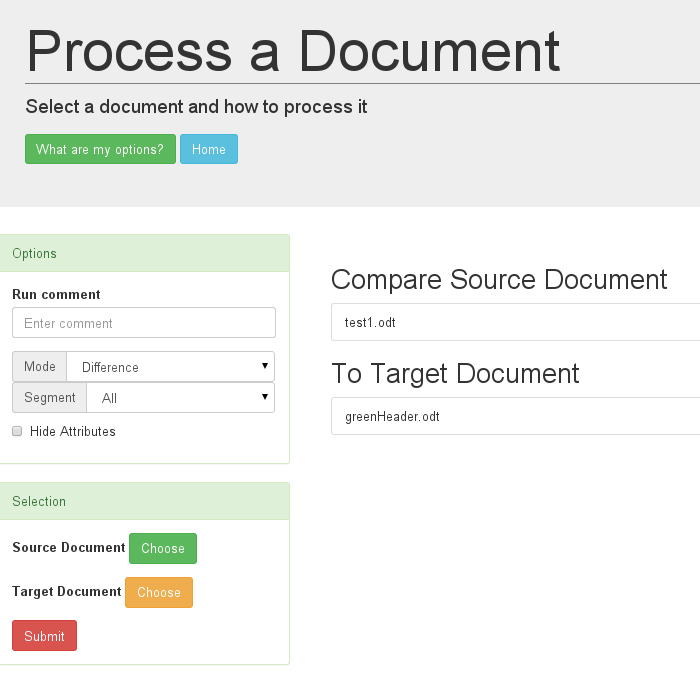 Process a Document
Select a document and how to process it
What are my options? Home
Options
Run comment
Enter comment
Mode Difference
Segment All
Hide Attributes
Selection
Source Document Choose
Target Document Choose
Submit
Compare Source Document
test1.odt
To Target Document
greenHeader.odt